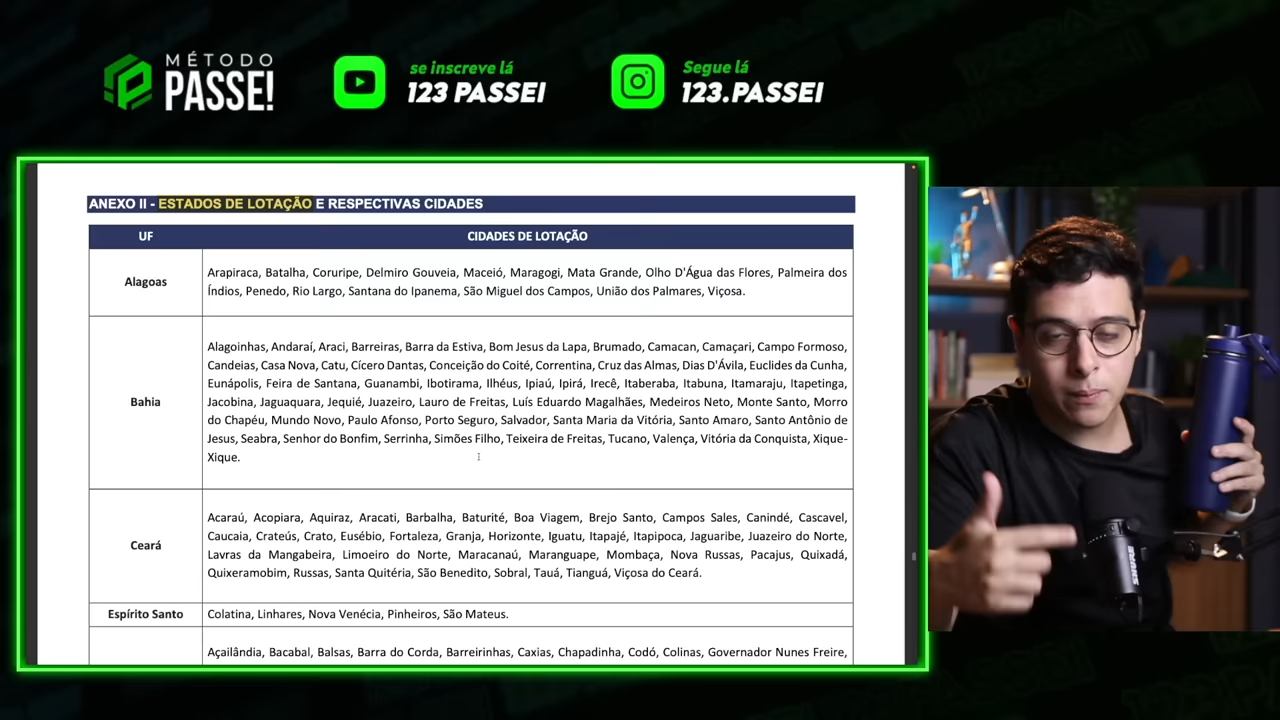 MÉTODO
PASSE!
se inscreve lá
123 PASSEI
Segue lá
123.PASSEI
ANEXO II - ESTADOS DE LOTAÇÃO E RESPECTIVAS CIDADES
UF CIDADES DE LOTAÇÃO
Alagoas
Arapiraca, Batalha, Coruripe, Delmiro Gouveia, Maceió, Maragogi, Mata Grande, Olho D'Água das Flores, Palmeira dos
Índios, Penedo, Rio Largo, Santana do Ipanema, São Miguel dos Campos, União dos Palmares, Viçosa.
Bahia
Alagoinhas, Andaraí, Araci, Barreiras, Barra da Estiva, Bom Jesus da Lapa, Brumado, Camacan, Camaçari, Campo Formoso,
Candeias, Casa Nova, Catu, Cícero Dantas, Conceição do Coité, Correntina, Cruz das Almas, Dias D'Ávila, Euclides da Cunha,
Eunápolis, Feira de Santana, Guanambi, Ibotirama, Ilhéus, Ipiaú, Ipirá, Irecê, Itaberaba, Itabuna, Itamaraju, Itapetinga,
Jacobina, Jaguaquara, Jequié, Juazeiro, Lauro de Freitas, Luís Eduardo Magalhães, Medeiros Neto, Monte Santo, Morro
do Chapéu, Mundo Novo, Paulo Afonso, Porto Seguro, Salvador, Santa Maria da Vitória, Santo Amaro, Santo Antônio de
Jesus, Seabra, Senhor do Bonfim, Serrinha, Simões Filho, Teixeira de Freitas, Tucano, Valença, Vitória da Conquista, Xique-
Xique.
Ceará
Acaraú, Acopiara, Aquiraz, Aracati, Barbalha, Baturité, Boa Viagem, Brejo Santo, Campos Sales, Canindé, Cascavel,
Caucaia, Crateús, Crato, Eusébio, Fortaleza, Granja, Horizonte, Iguatu, Itapajé, Itapipoca, Jaguaribe, Juazeiro do Norte,
Lavras da Mangabeira, Limoeiro do Norte, Maracanaú, Maranguape, Mombaça, Nova Russas, Pacajus, Quixadá,
Quixeramobim, Russas, Santa Quitéria, São Benedito, Sobral, Tauá, Tianguá, Viçosa do Ceará.
Espírito Santo
Colatina, Linhares, Nova Venécia, Pinheiros, São Mateus.
Açailândia, Bacabal, Balsas, Barra do Corda, Barreirinhas, Caxias, Chapadinha, Codó, Colinas, Governador Nunes Freire,
SHURE